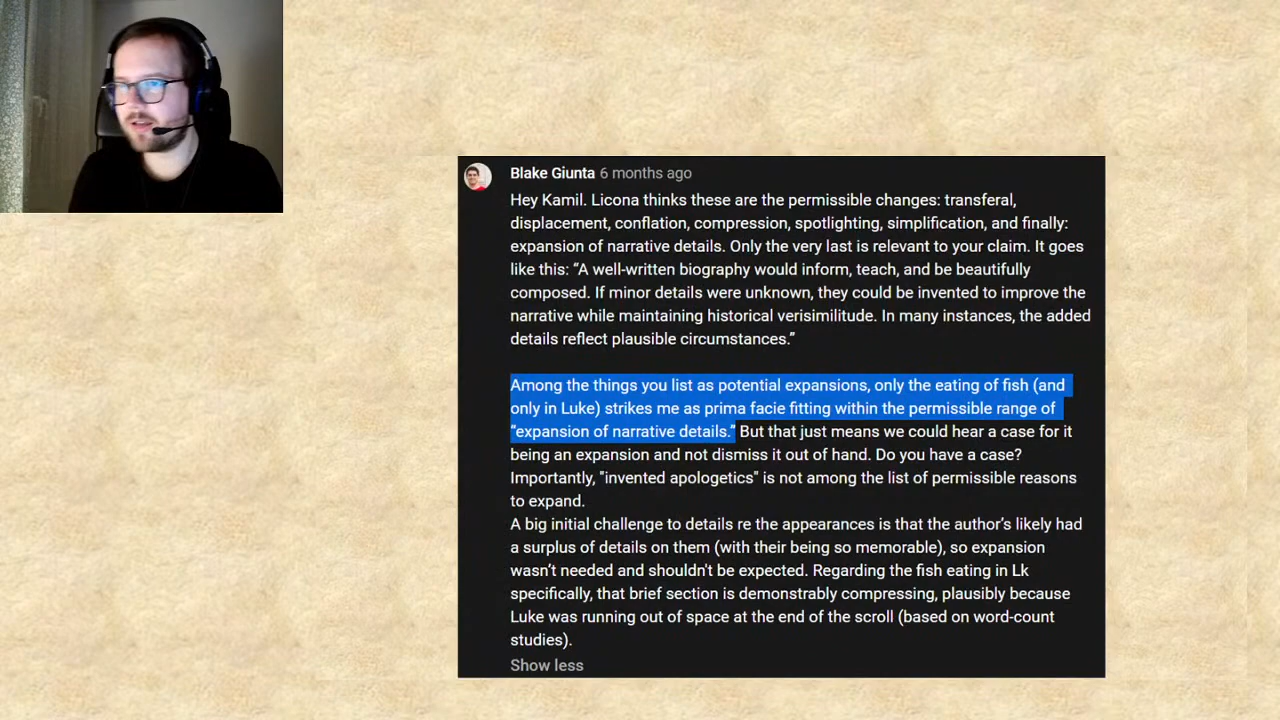 Blake Giunta 6 months ago
Hey Kamil. Licona thinks these are the permissible changes: transferal,
displacement, conflation, compression, spotlighting, simplification, and finally:
expansion of narrative details. Only the very last is relevant to your claim. It goes
like this: “A well-written biography would inform, teach, and be beautifully
composed. If minor details were unknown, they could be invented to improve the
narrative while maintaining historical verisimilitude. In many instances, the added
details reflect plausible circumstances.”
Among the things you list as potential expansions, only the eating of fish (and
only in Luke) strikes me as prima facie fitting within the permissible range of
“expansion of narrative details.” But that just means we could hear a case for it
being an expansion and not dismiss it out of hand. Do you have a case?
Importantly, "invented apologetics" is not among the list of permissible reasons
to expand.
A big initial challenge to details re the appearances is that the author’s likely had
a surplus of details on them (with their being so memorable), so expansion
wasn’t needed and shouldn't be expected. Regarding the fish eating in Lk
specifically, that brief section is demonstrably compressing, plausibly because
Luke was running out of space at the end of the scroll (based on word-count
studies).
Show less